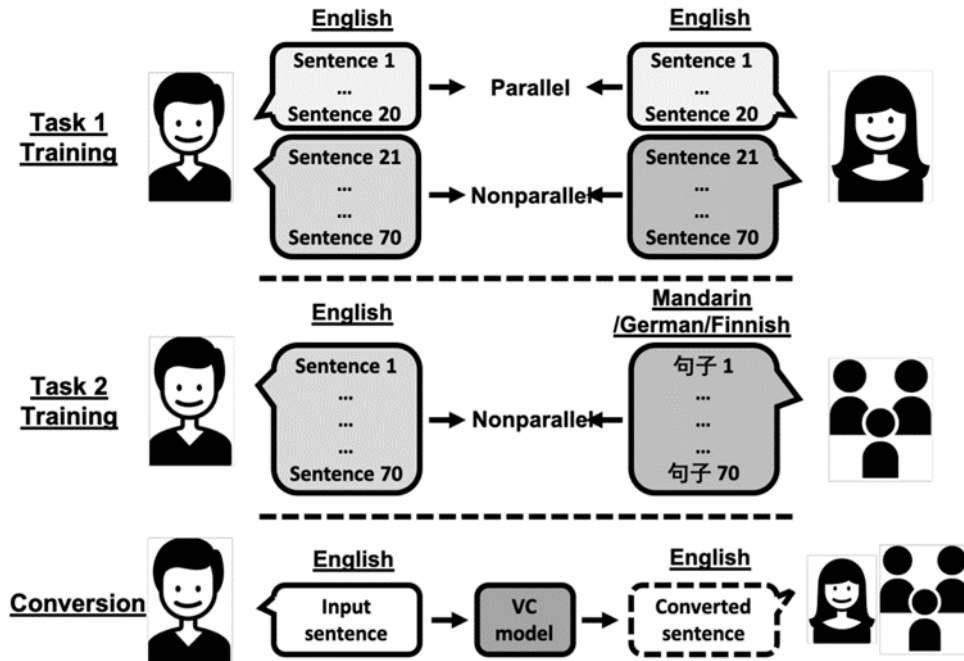 English English
Sentence 1 Sentence 1
... Parallel ...
Sentence 20 Sentence 20
Task 1
Training
Sentence 21 Sentence 21
... ...
... Nonparallel ...
Sentence 70 Sentence 70
English Mandarin
/German/Finnish
Sentence 1 句子 1
Task 2
Training
... ...
... Nonparallel ...
... ...
Sentence 70 句子 70
English English
Conversion
Input
sentence
VC
model
Converted
sentence